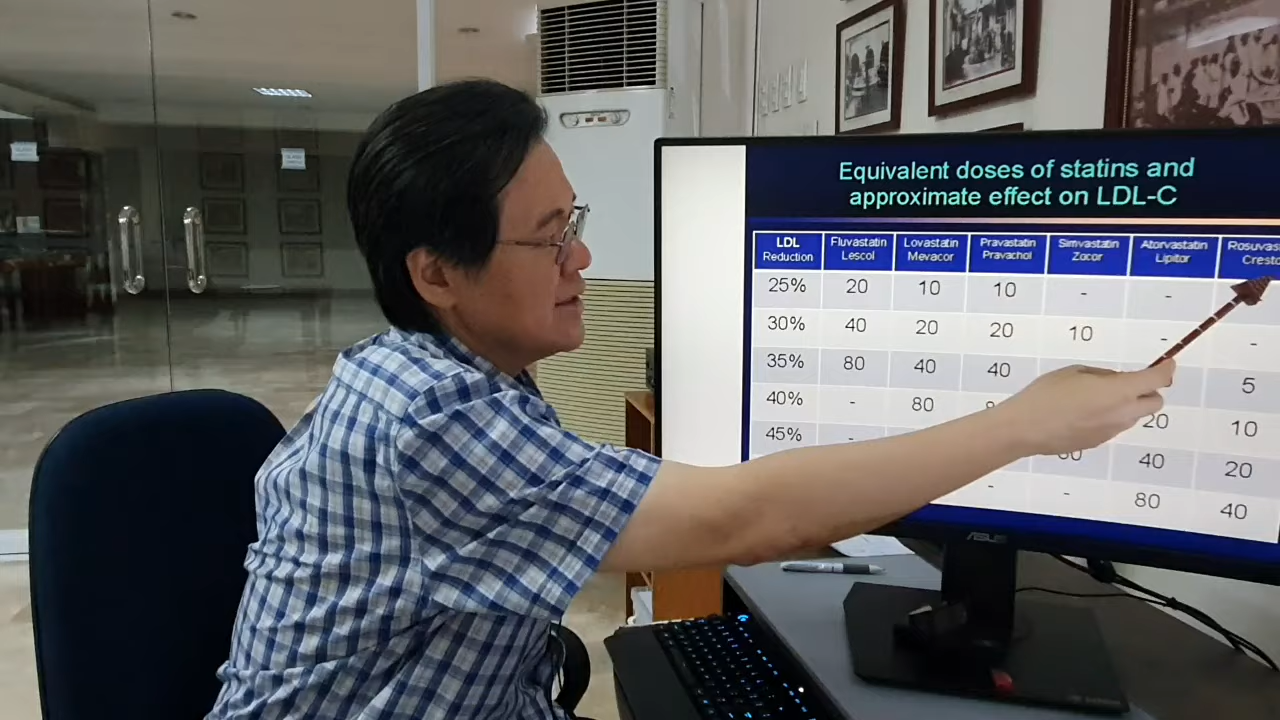 Equivalent doses of statins and
approximate effect on LDL-C
LDL Fluvastatin Lovastatin Pravastatin Simvastatin Atorvastatin Rosuvas
Reduction Lescol Mevacor Pravachol Zocor Lipitor Cresto
25% 20 10 10 - -
30% 40 20 20 10 - -
35% 80 40 40 5
40% - 80 20 10
45% - 40 20
- - 80 40
ASUS